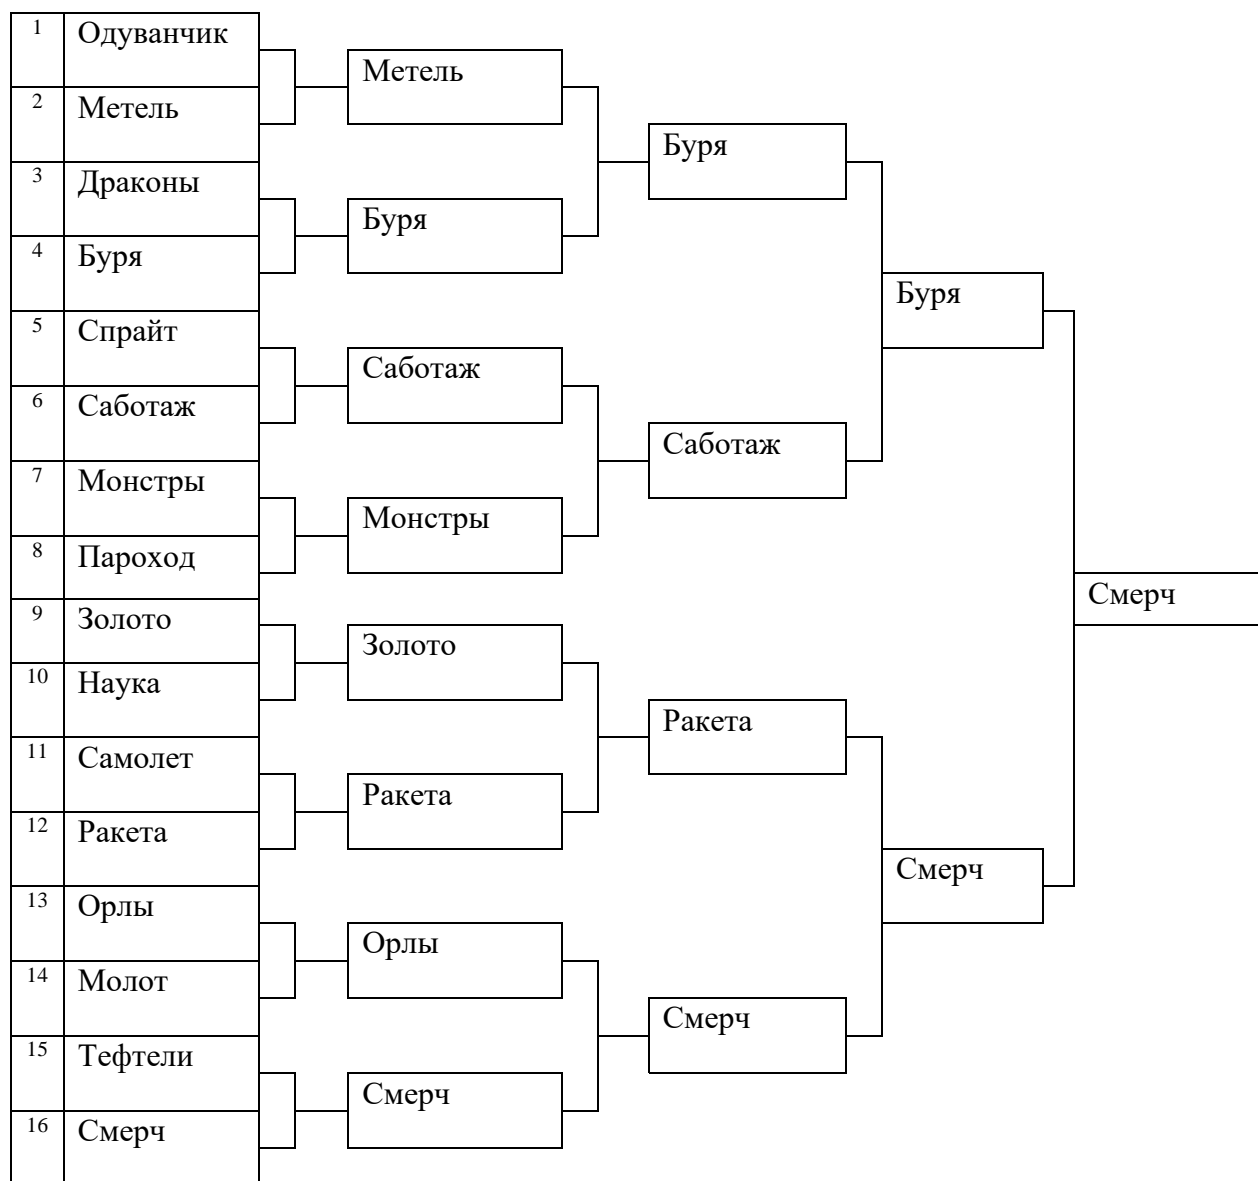 1 Одуванчик
2 Метель
3 Драконы
4 Буря
5 Спрайт
6 Саботаж
7 Монстры
8 Пароход
9 Золото
10 Наука
11 Самолет
12 Ракета
13 Орлы
14 Молот
15 Тефтели
16 Смерч
Метель
Буря
Саботаж
Монстры
Золото
Ракета
Орлы
Смерч
Буря
Саботаж
Ракета
Смерч
Буря
Смерч
Смерч